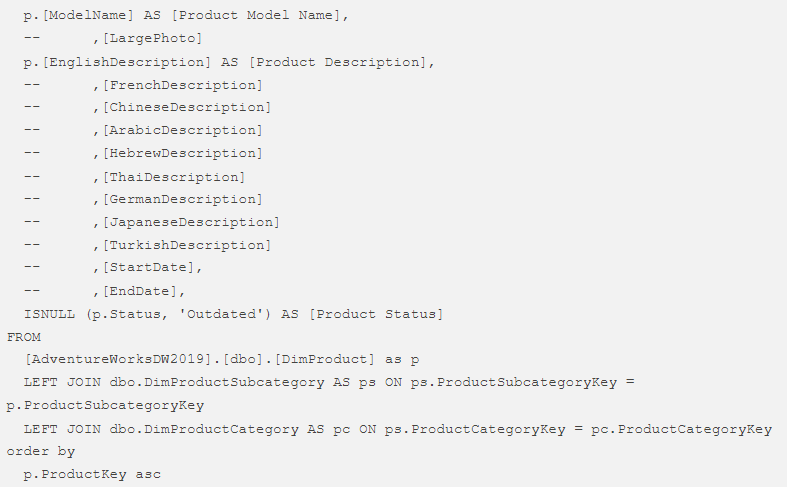 p.[ModelName] AS [Product Model Name],
--      ,[LargePhoto]
p.[EnglishDescription] AS [Product Description],
--      ,[FrenchDescription]
--      ,[ChineseDescription]
--      ,[ArabicDescription]
--      ,[HebrewDescription]
--      ,[ThaiDescription]
--      ,[GermanDescription]
--      ,[JapaneseDescription]
--      ,[TurkishDescription]
--      ,[StartDate],
--      ,[EndDate],
ISNULL (p.Status, 'Outdated') AS [Product Status]
FROM
[AdventureWorksDW2019].[dbo].[DimProduct] as p
LEFT JOIN dbo.DimProductSubcategory AS ps ON ps.ProductSubcategoryKey =
p.ProductSubcategoryKey
LEFT JOIN dbo.DimProductCategory AS pc ON ps.ProductCategoryKey = pc.ProductCategoryKey
order by
p.ProductKey asc